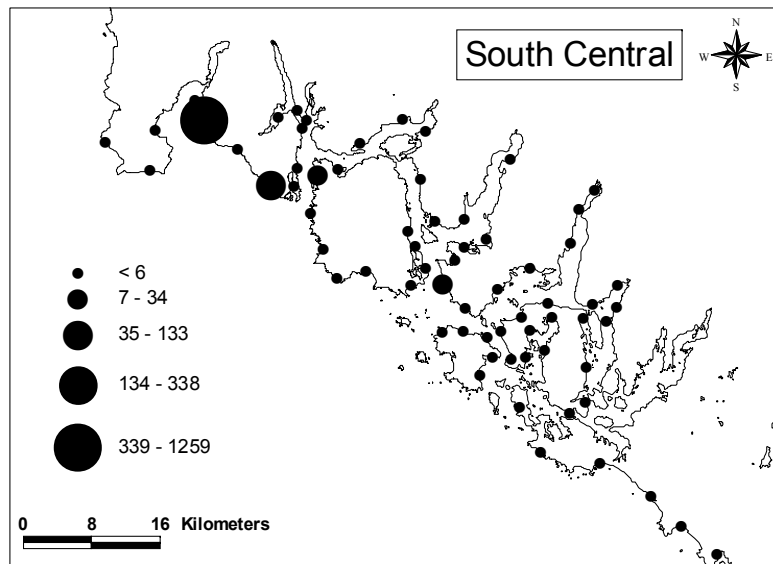 South Central
N
W E
S
< 6
7 - 34
35 - 133
134 - 338
339 - 1259
0 8 16 Kilometers